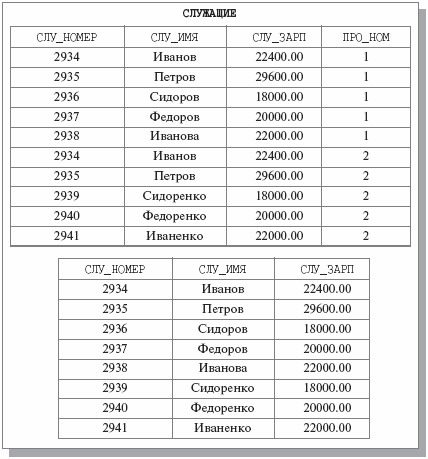 СЛУЖАЩИЕ
СЛУ_НОМЕР СЛУ_ИМЯ СЛУ_ЗАРП ПРО_НОМ
2934 Иванов 22400.00 1
2935 Петров 29600.00 1
2936 Сидоров 18000.00 1
2937 Федоров 20000.00 1
2938 Иванова 22000.00 1
2934 Иванов 22400.00 2
2935 Петров 29600.00 2
2939 Сидоренко 18000.00 2
2940 Федоренко 20000.00 2
2941 Иваненко 22000.00 2
СЛУ_НОМЕР СЛУ_ИМЯ СЛУ_ЗАРП
2934 Иванов 22400.00
2935 Петров 29600.00
2936 Сидоров 18000.00
2937 Федоров 20000.00
2938 Иванова 22000.00
2939 Сидоренко 18000.00
2940 Федоренко 20000.00
2941 Иваненко 22000.00